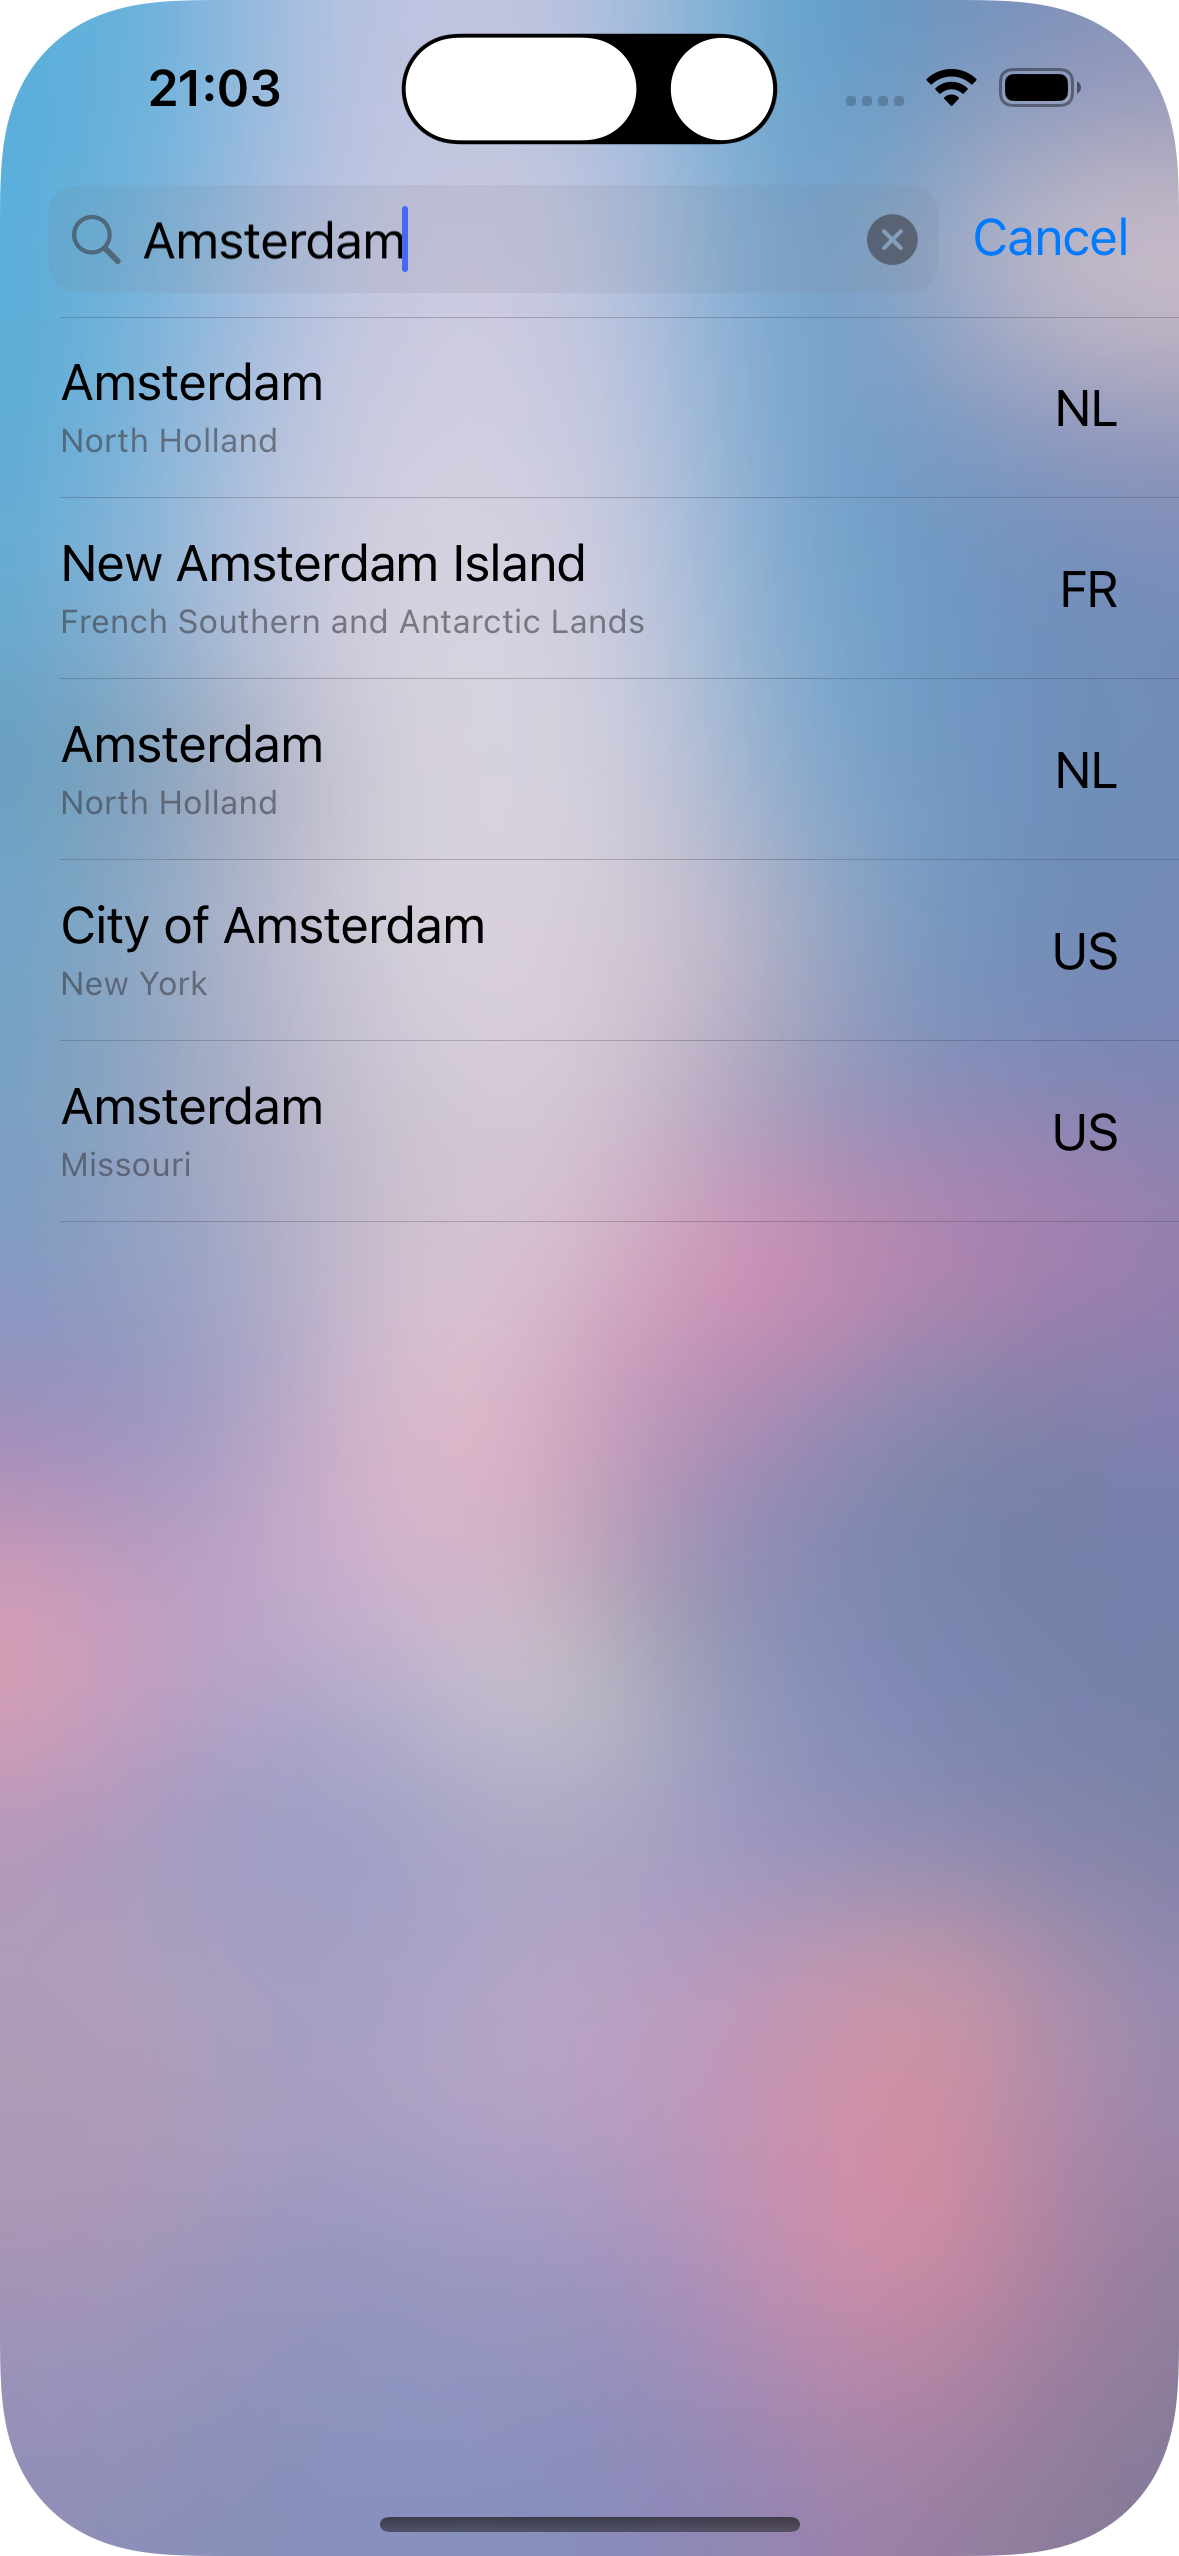 21:03
Amsterdam
Cancel
Amsterdam
North Holland
NL
New Amsterdam Island
French Southern and Antarctic Lands
FR
Amsterdam
North Holland
NL
City of Amsterdam
New York
US
Amsterdam
Missouri
US